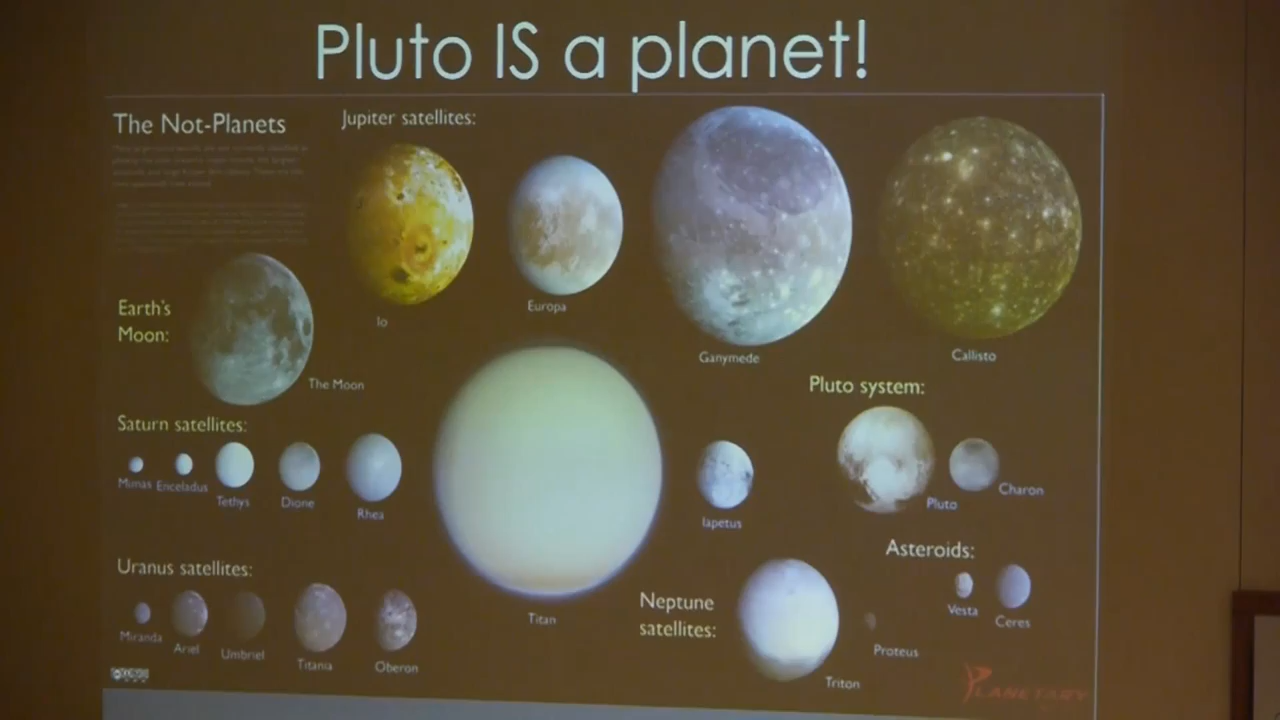 Pluto IS a planet!
The Not-Planets
Jupiter satellites:
Io
Europa
Ganymede
Callisto
Earth's
Moon:
The Moon
Saturn satellites:
Mimas
Enceladus
Tethys
Dione
Rhea
Titan
Iapetus
Pluto system:
Pluto
Charon
Asteroids:
Vesta
Ceres
Uranus satellites:
Miranda
Ariel
Umbriel
Titania
Oberon
Neptune
satellites:
Triton
Proteus
PLANETARY